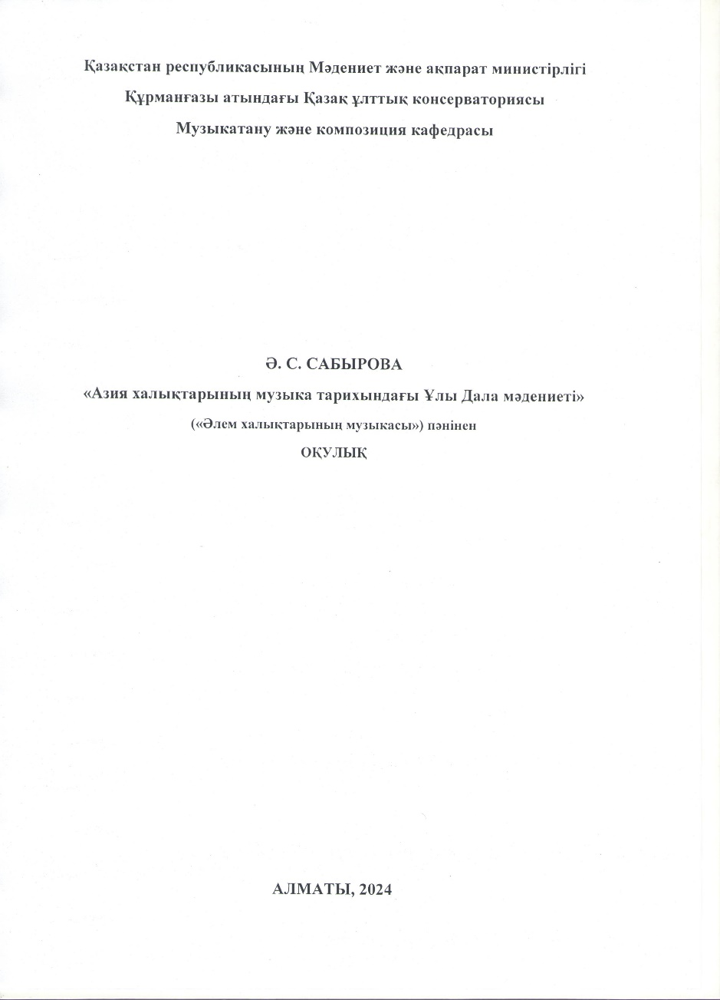 Қазақстан республикасының Мәдениет және ақпарат министірлігі
Құрманғазы атындағы Қазақ ұлттық консерваториясы
Музыкатану және композиция кафедрасы
Ә. С. САБЫРОВА
«Азия халықтарының музыка тарихындағы Ұлы Дала мәдениеті»
(«Әлем халықтарының музыкасы») пәнінен
ОҚУЛЫҚ
АЛМАТЫ, 2024